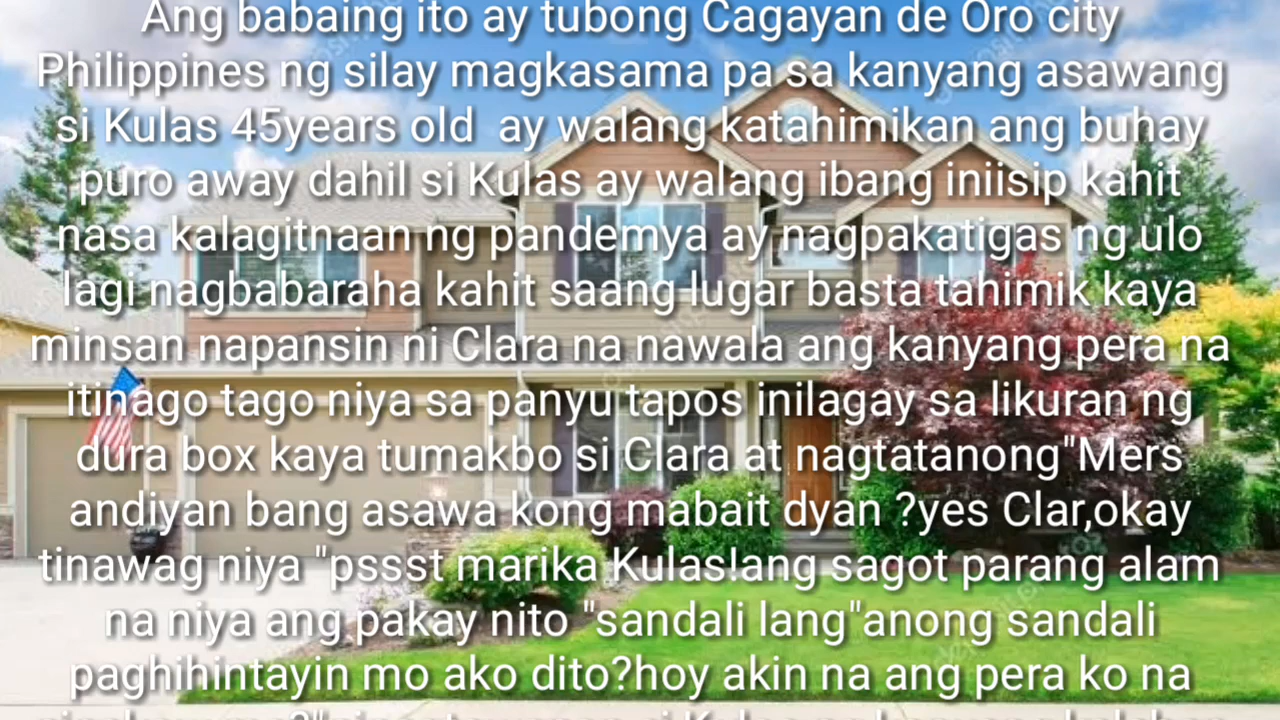 Ang babaing ito ay tubong Cagayan de Oro city
Philippines ng silay magkasama pa sa kanyang asawang
si Kulas 45years old ay walang katahimikan ang buhay
puro away dahil si Kulas ay walang ibang iniisip kahit
nasa kalagitnaan ng pandemya ay nagpakatigas ng ulo
lagi nagbabaraha kahit saang lugar basta tahimik kaya
minsan napansin ni Clara na nawala ang kanyang pera na
itinago tago niya sa panyu tapos inilagay sa likuran ng
dura box kaya tumakbo si Clara at nagtatanong"Mers
andiyan bang asawa kong mabait dyan ?yes Clar,okay
tinawag niya "pssst marika Kulas!ang sagot parang alam
na niya ang pakay nito "sandali lang"anong sandali
paghihintayin mo ako dito?hoy akin na ang pera ko na